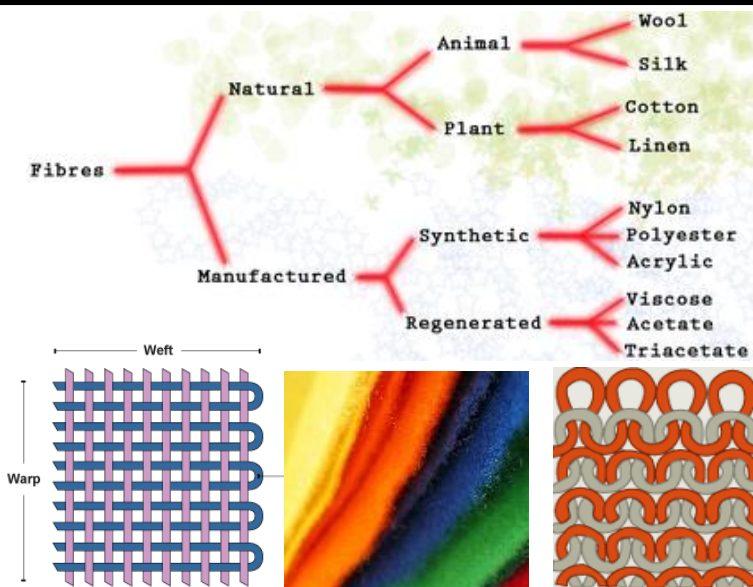 Wool
Animal
Silk
Natural
Cotton
Plant
Linen
Fibres
Nylon
Synthetic
Polyester
Acrylic
Manufactured
Viscose
Regenerated
Acetate
Triacetate
Weft
Warp